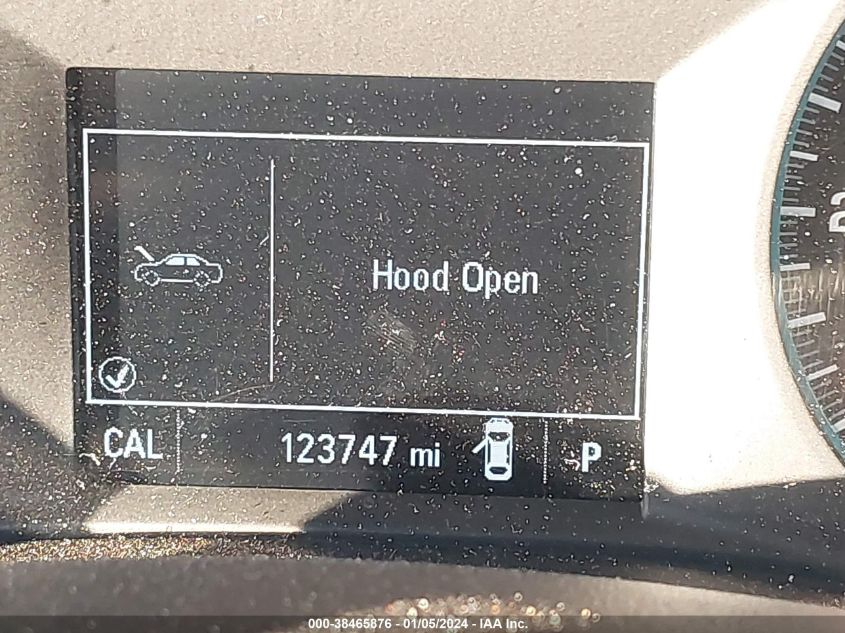 Hood Open
CAL 123747 mi P
000-38465876 - 01/05/2024 - IAA Inc.